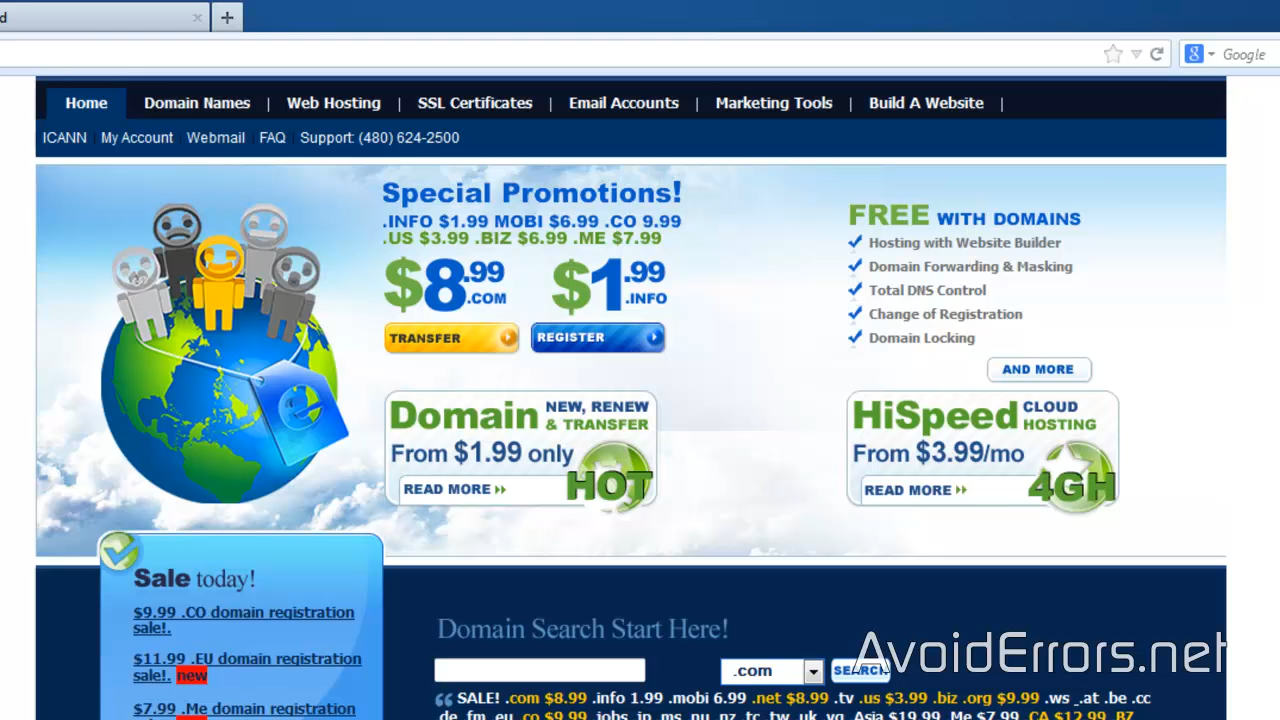 d
Google
Home
Domain Names | Web Hosting | SSL Certificates | Email Accounts | Marketing Tools | Build A Website |
ICANN My Account Webmail FAQ Support: (480) 624-2500
Special Promotions!
.INFO $1.99 MOBI $6.99 .CO 9.99
.US $3.99 .BIZ $6.99 .ME $7.99
$8.99 .COM
$1.99 .INFO
TRANSFER
REGISTER
FREE WITH DOMAINS
Hosting with Website Builder
Domain Forwarding & Masking
Total DNS Control
Change of Registration
Domain Locking
AND MORE
Domain NEW, RENEW
& TRANSFER
From $1.99 only
READ MORE
HOT
HiSpeed CLOUD
HOSTING
From $3.99/mo
READ MORE
4GH
Sale today!
$9.99 .CO domain registration
sale!.
$11.99 .EU domain registration
sale!. new
$7.99 .Me domain registration
Domain Search Start Here!
.com
SEARCH
AvoidErrors.net
SALE! .com $8.99 .info 1.99 .mobi 6.99 .net $8.99 .tv .us $3.99 .biz .org $9.99 .ws .at .be .cc
de .fm .eu .co $9.99 .jobs .jp .ms .nu .nz .tc .tw .uk .vg .Asia $19.99 .Me $7.99 .CA $12.99 .BZ